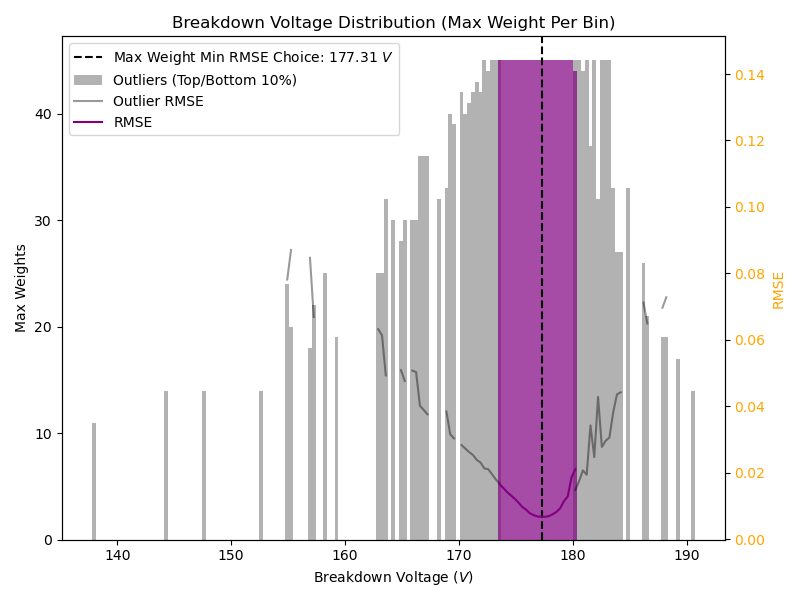 Breakdown Voltage Distribution (Max Weight Per Bin)
Max Weight Min RMSE Choice: 177.31 V
Outliers (Top/Bottom 10%)
Outlier RMSE
RMSE
Max Weights
0
10
20
30
40
140
150
160
170
180
190
Breakdown Voltage (V)
0.14
0.12
0.10
0.08
0.06
0.04
0.02
0.00
RMSE